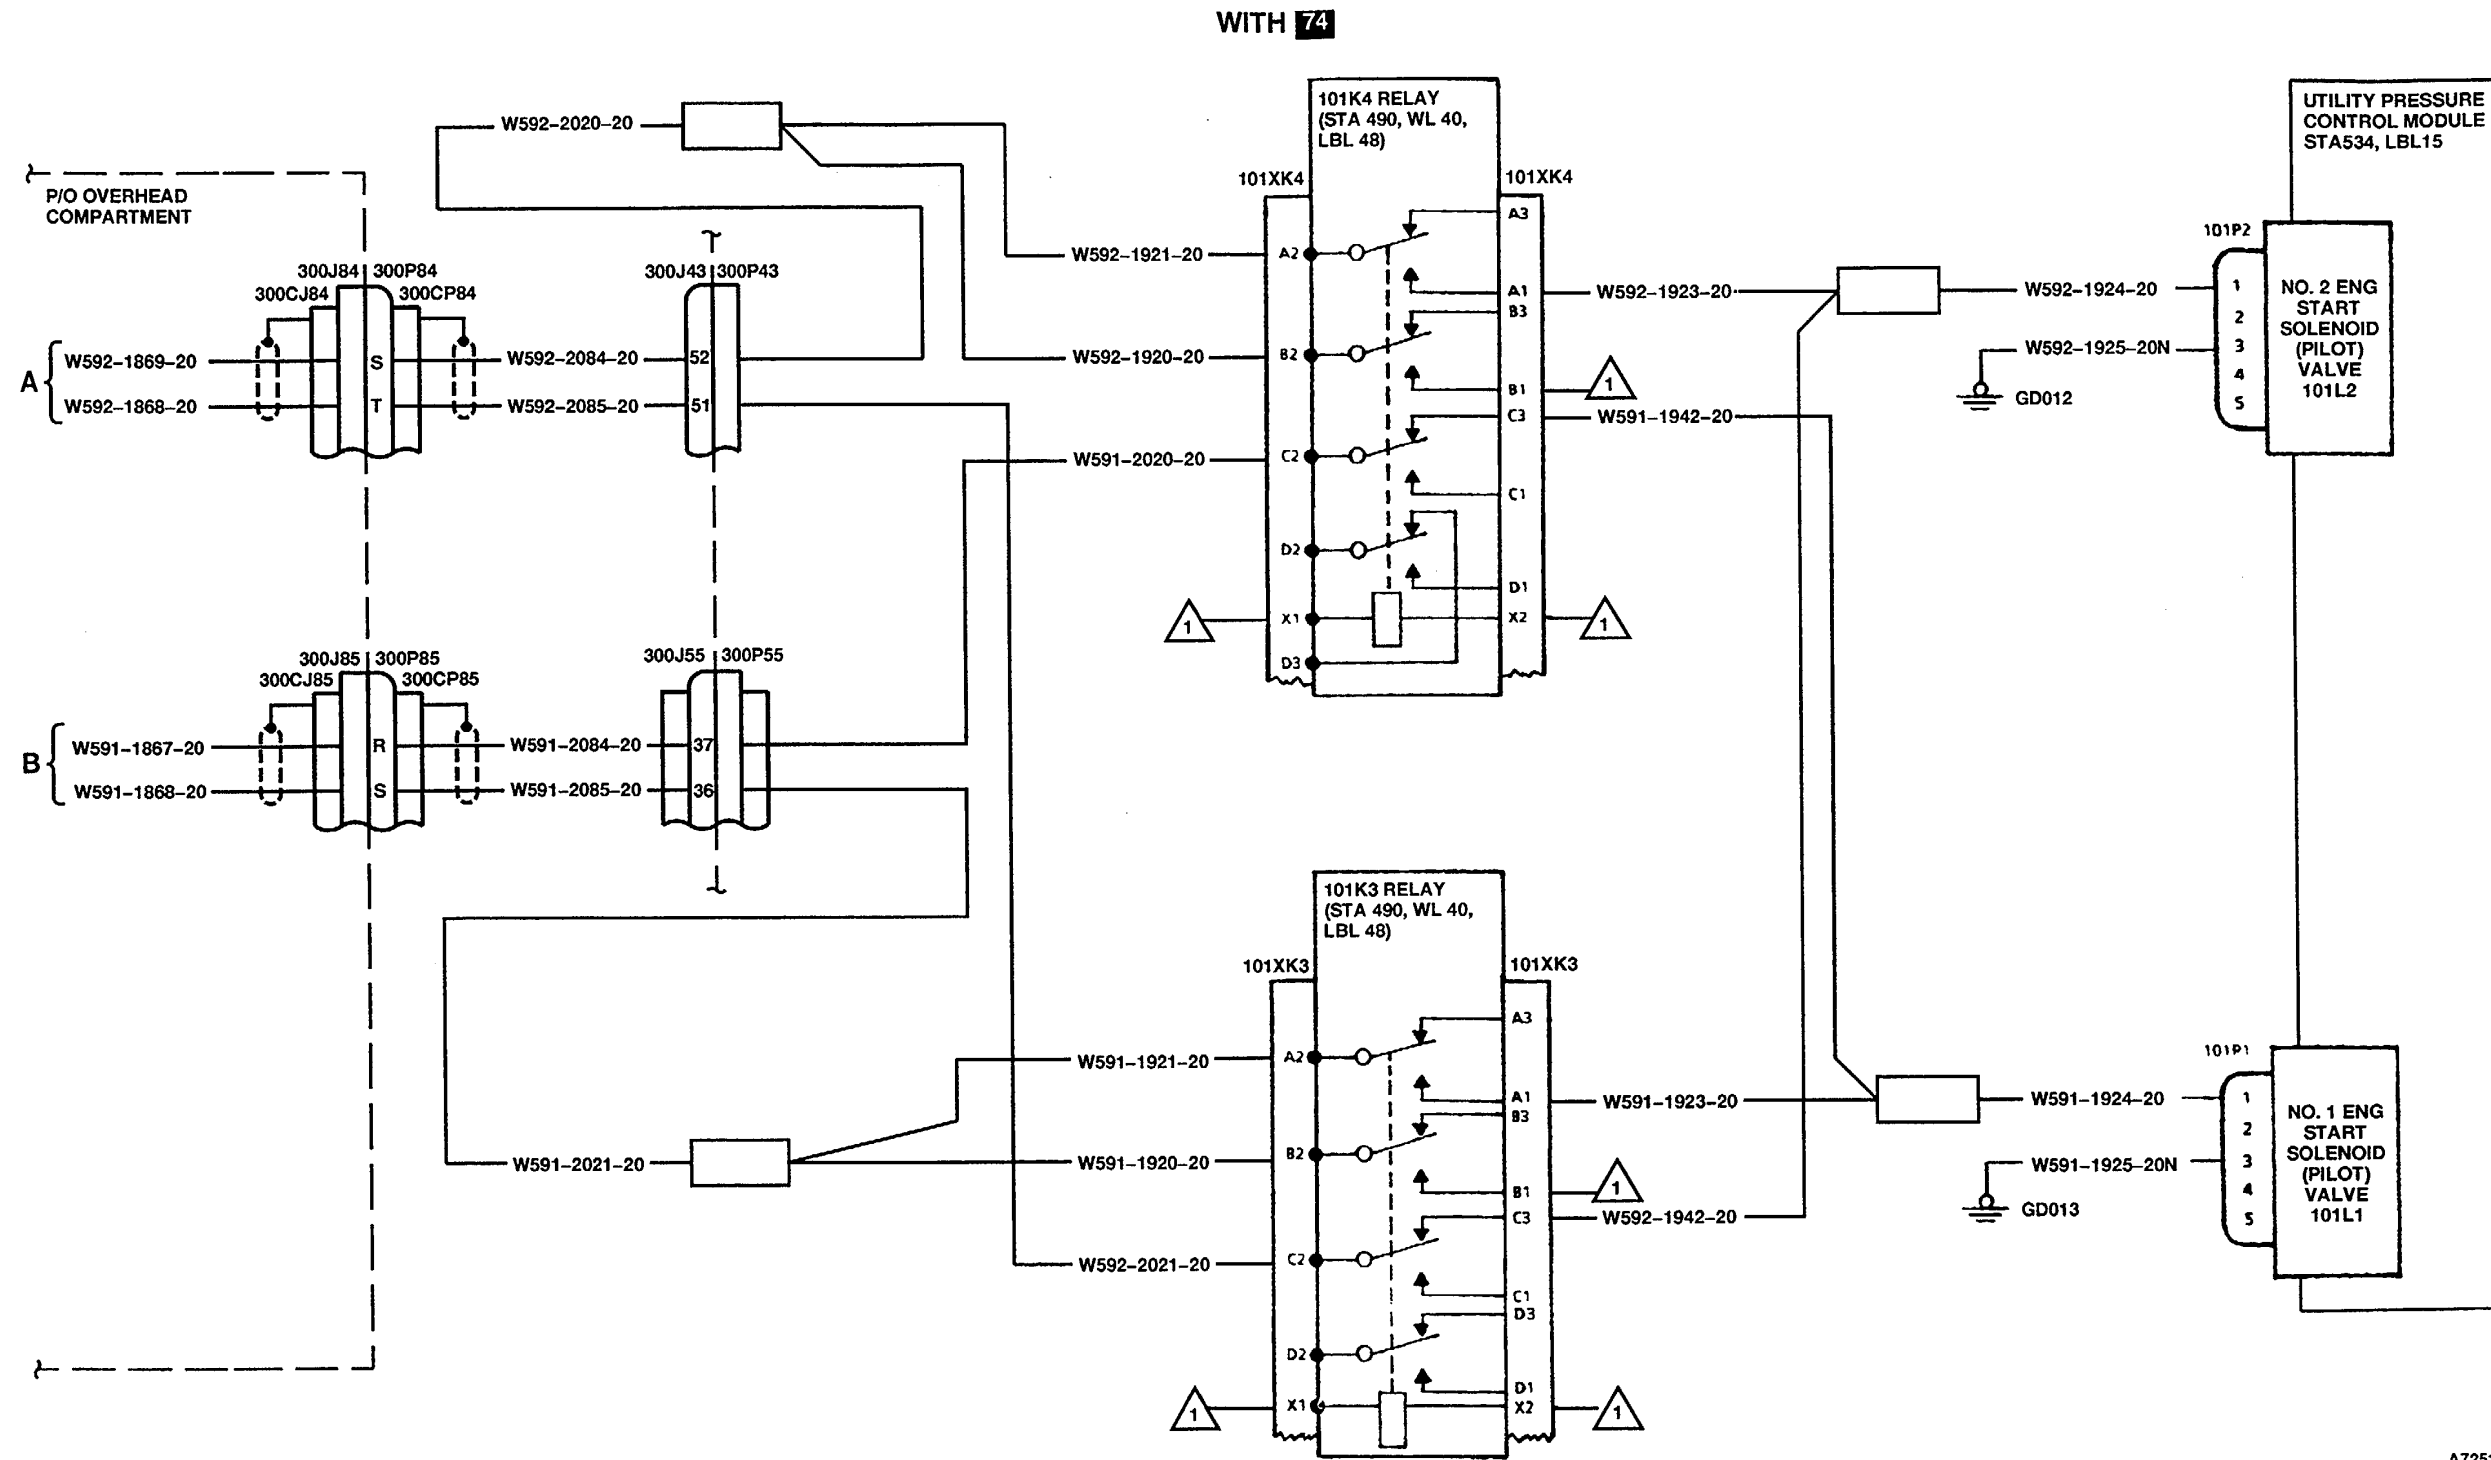 WITH 74
P/O OVERHEAD
COMPARTMENT
A
B
300J84 300P84
300CJ84 300CP84
W592-1869-20
W592-1868-20
S
T
W592-2084-20
W592-2085-20
300J43 300P43
52
51
W592-2020-20
300J85 300P85
300CJ85 300CP85
W591-1867-20
W591-1868-20
R
S
W591-2084-20
W591-2085-20
300J55 300P55
37
36
W591-2021-20
W592-1921-20
W592-1920-20
W591-2020-20
W591-1921-20
W591-1920-20
W592-2021-20
101K4 RELAY
(STA 490, WL 40,
LBL 48)
101XK4
101XK4
A2
B2
C2
D2
X1
D3
A3
A1
B3
B1
C3
C1
D1
X2
1
1
1
101K3 RELAY
(STA 490, WL 40,
LBL 48)
101XK3
101XK3
A2
B2
C2
D2
X1
A3
A1
B3
B1
C3
C1
D3
D1
X2
1
1
1
W592-1923-20
W591-1942-20
W591-1923-20
W592-1942-20
W592-1924-20
W592-1925-20N
GD012
W591-1924-20
W591-1925-20N
GD013
UTILITY PRESSURE
CONTROL MODULE
STA534, LBL15
101P2
1
2
3
4
5
NO. 2 ENG
START
SOLENOID
(PILOT)
VALVE
101L2
101P1
1
2
3
4
5
NO. 1 ENG
START
SOLENOID
(PILOT)
VALVE
101L1